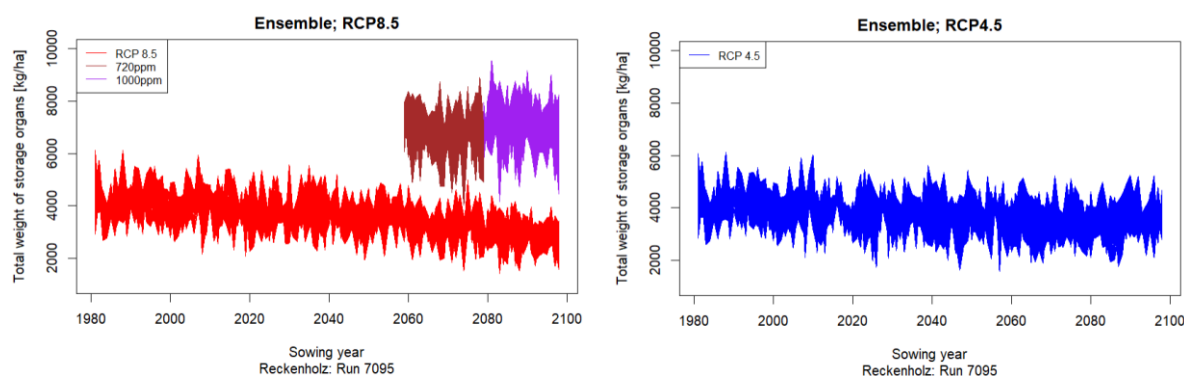 Ensemble; RCP8.5
Total weight of storage organs [kg/ha]
10000
8000
6000
4000
2000
RCP 8.5
720ppm
1000ppm
1980 2000 2020 2040 2060 2080 2100
Sowing year
Reckenholz: Run 7095
Ensemble; RCP4.5
Total weight of storage organs [kg/ha]
10000
8000
6000
4000
2000
RCP 4.5
1980 2000 2020 2040 2060 2080 2100
Sowing year
Reckenholz: Run 7095